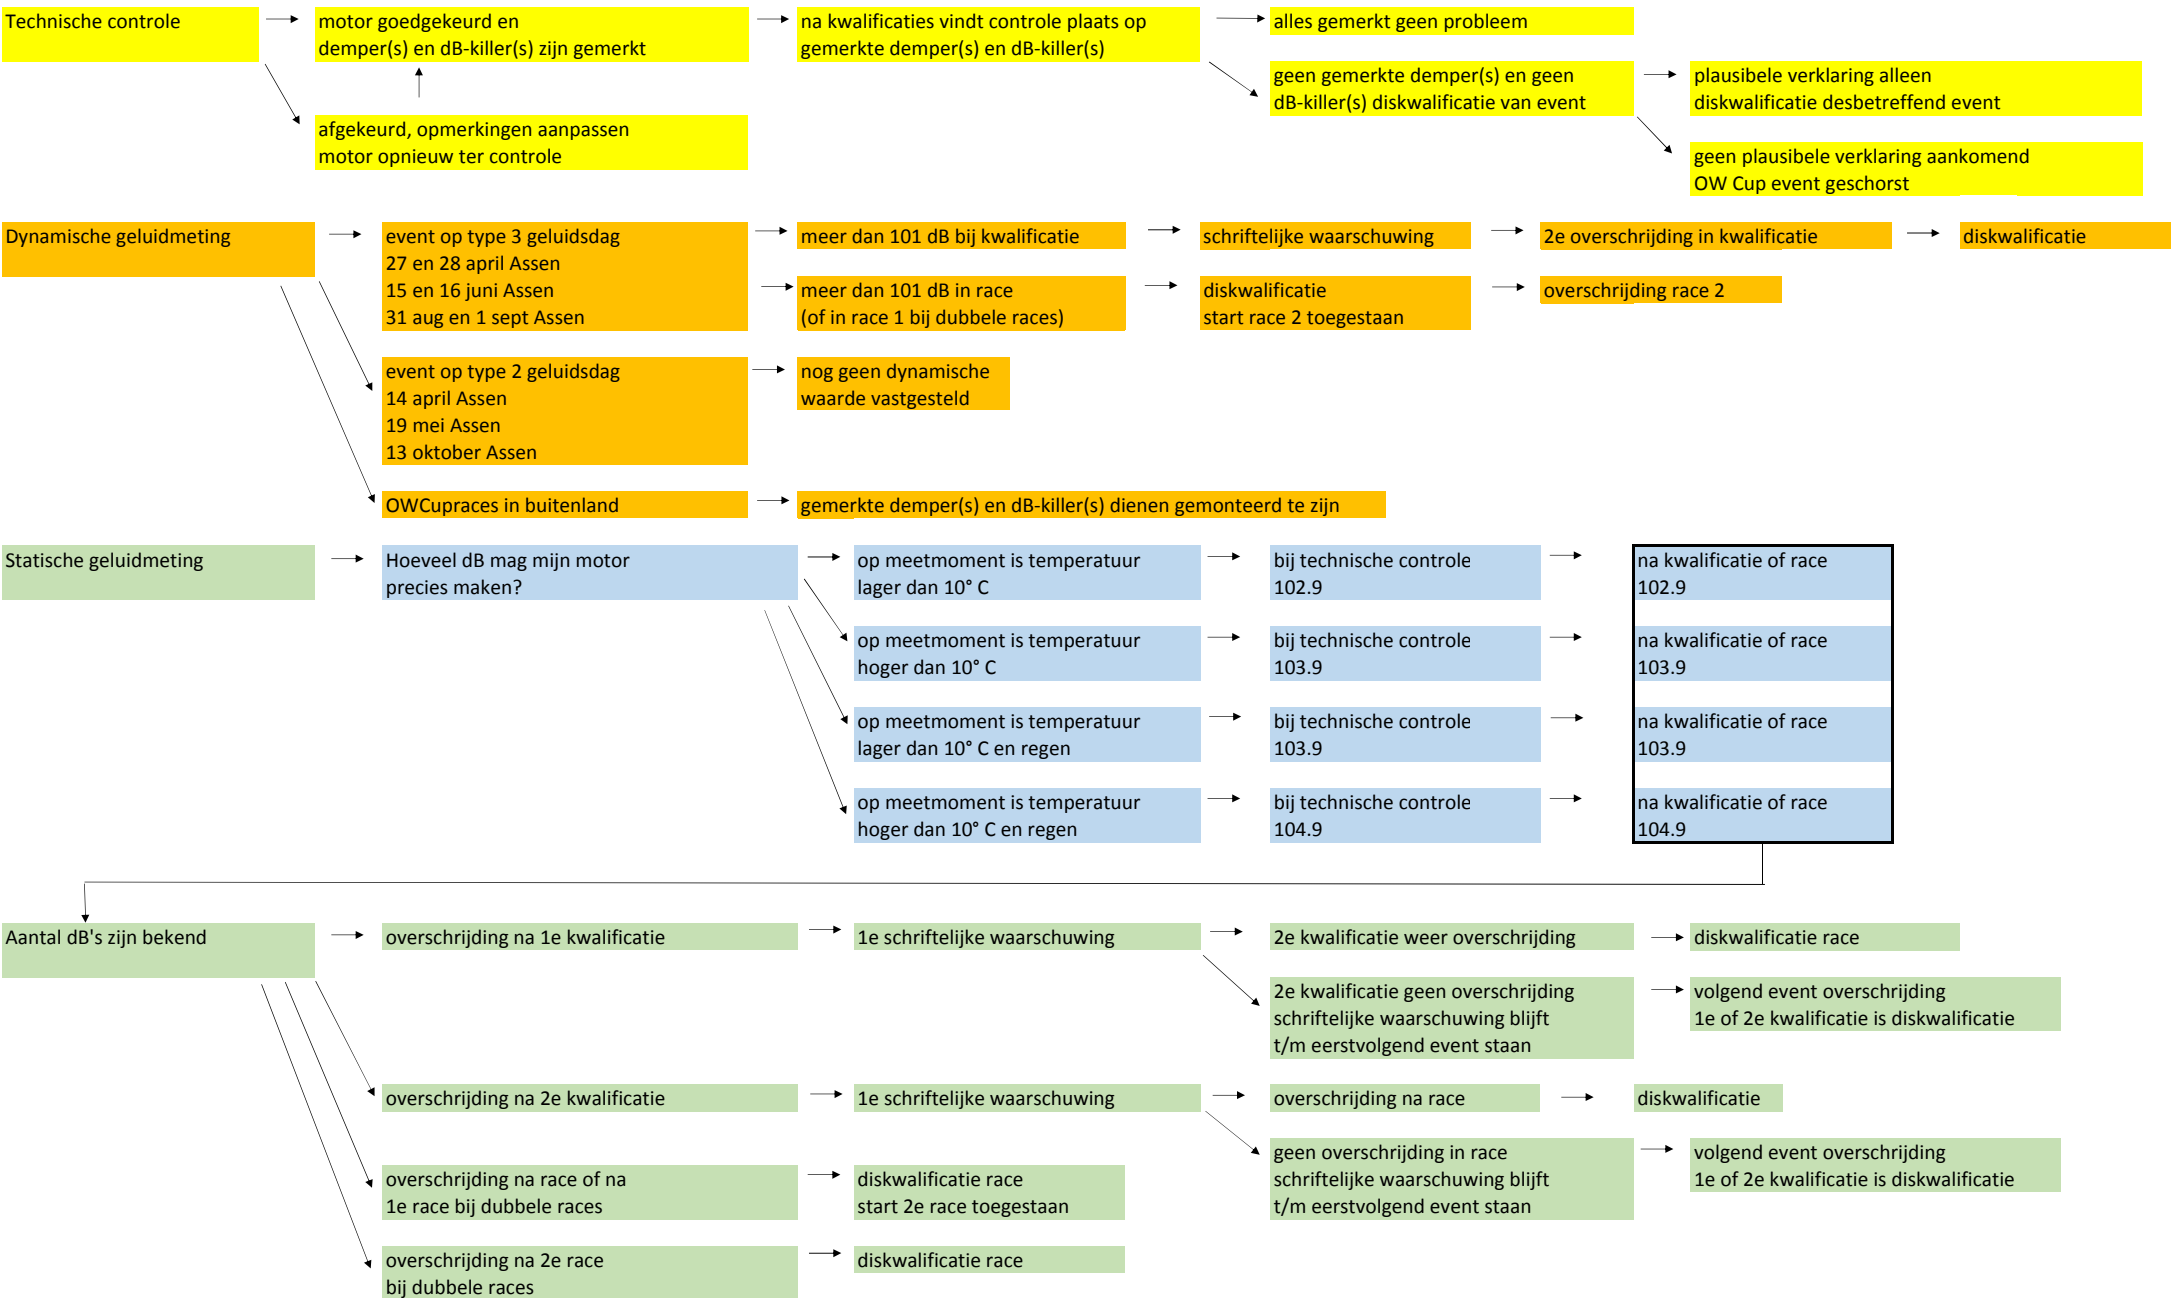 Technische controle
motor goedgekeurd en
demper(s) en dB-killer(s) zijn gemerkt
na kwalificaties vindt controle plaats op
gemerkte demper(s) en dB-killer(s)
alles gemerkt geen probleem
geen gemerkte demper(s) en geen
dB-killer(s) diskwalificatie van event
plausibele verklaring alleen
diskwalificatie desbetreffend event
afgekeurd, opmerkingen aanpassen
motor opnieuw ter controle
geen plausibele verklaring aankomend
OW Cup event geschorst
Dynamische geluidmeting
event op type 3 geluidsdag
27 en 28 april Assen
15 en 16 juni Assen
31 aug en 1 sept Assen
meer dan 101 dB bij kwalificatie
schriftelijke waarschuwing
2e overschrijding in kwalificatie
diskwalificatie
meer dan 101 dB in race
(of in race 1 bij dubbele races)
diskwalificatie
start race 2 toegestaan
overschrijding race 2
event op type 2 geluidsdag
14 april Assen
19 mei Assen
13 oktober Assen
nog geen dynamische
waarde vastgesteld
OWCupraces in buitenland
gemerkte demper(s) en dB-killer(s) dienen gemonteerd te zijn
Statische geluidmeting
Hoeveel dB mag mijn motor
precies maken?
op meetmoment is temperatuur
lager dan 10° C
bij technische controle
102.9
na kwalificatie of race
102.9
op meetmoment is temperatuur
hoger dan 10° C
bij technische controle
103.9
na kwalificatie of race
103.9
op meetmoment is temperatuur
lager dan 10° C en regen
bij technische controle
103.9
na kwalificatie of race
103.9
op meetmoment is temperatuur
hoger dan 10° C en regen
bij technische controle
104.9
na kwalificatie of race
104.9
Aantal dB's zijn bekend
overschrijding na 1e kwalificatie
1e schriftelijke waarschuwing
2e kwalificatie weer overschrijding
diskwalificatie race
2e kwalificatie geen overschrijding
schriftelijke waarschuwing blijft
t/m eerstvolgend event staan
volgend event overschrijding
1e of 2e kwalificatie is diskwalificatie
overschrijding na 2e kwalificatie
1e schriftelijke waarschuwing
overschrijding na race
diskwalificatie
geen overschrijding in race
schriftelijke waarschuwing blijft
t/m eerstvolgend event staan
volgend event overschrijding
1e of 2e kwalificatie is diskwalificatie
overschrijding na race of na
1e race bij dubbele races
diskwalificatie race
start 2e race toegestaan
overschrijding na 2e race
bij dubbele races
diskwalificatie race